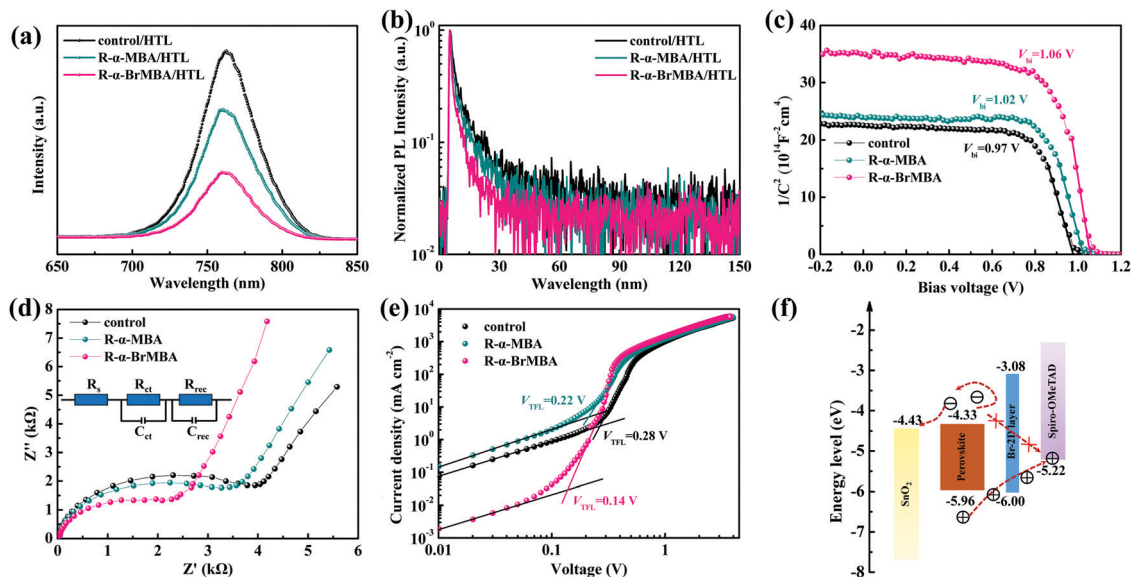 (a)
control/HTL
R-α-MBA/HTL
R-α-BrMBA/HTL
Intensity (a.u.)
650 700 750 800 850
Wavelength (nm)
(b)
control/HTL
R-α-MBA/HTL
R-α-BrMBA/HTL
Normalized PL Intensity (a.u.)
10^0
10^-1
10^-2
0 30 60 90 120 150
Wavelength (nm)
(c)
V_bi=1.06 V
V_bi=1.02 V
V_bi=0.97 V
control
R-α-MBA
R-α-BrMBA
1/C^2 (10^14F^-2 cm^4)
40
30
20
10
0
-0.2 0.0 0.2 0.4 0.6 0.8 1.0 1.2
Bias voltage (V)
(d)
control
R-α-MBA
R-α-BrMBA
R_s R_ct R_rec
C_ct C_rec
Z'' (kΩ)
8
7
6
5
4
3
2
1
0
0 1 2 3 4 5 6
Z' (kΩ)
(e)
control
R-α-MBA
R-α-BrMBA
V_TFL=0.22 V
V_TFL=0.28 V
V_TFL=0.14 V
Current density (mA cm^-2)
10^4
10^3
10^2
10^1
10^0
10^-1
10^-2
10^-3
0.01 0.1 1
Voltage (V)
(f)
Energy level (eV)
-2
-3
-4
-5
-6
-7
-8
-4.43
SnO_2
-4.33
Perovskite
-5.96
-3.08
Br-2D layer
-6.00
Spiro-OMeTAD
-5.22